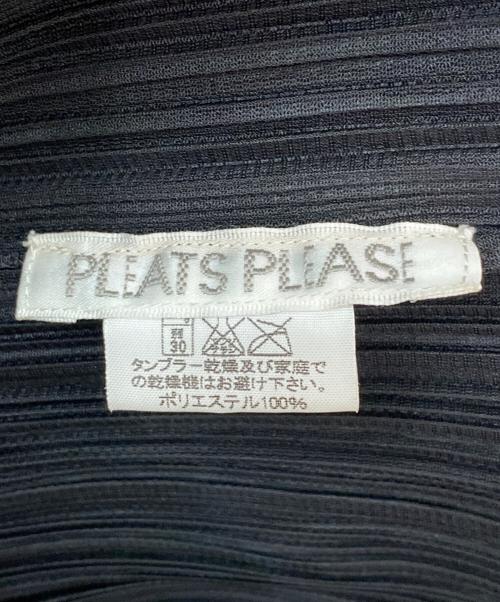 PLEATS PLEASE
30
タンブラー乾燥及び家庭で
の乾燥機はお避け下さい。
ポリエステル100%